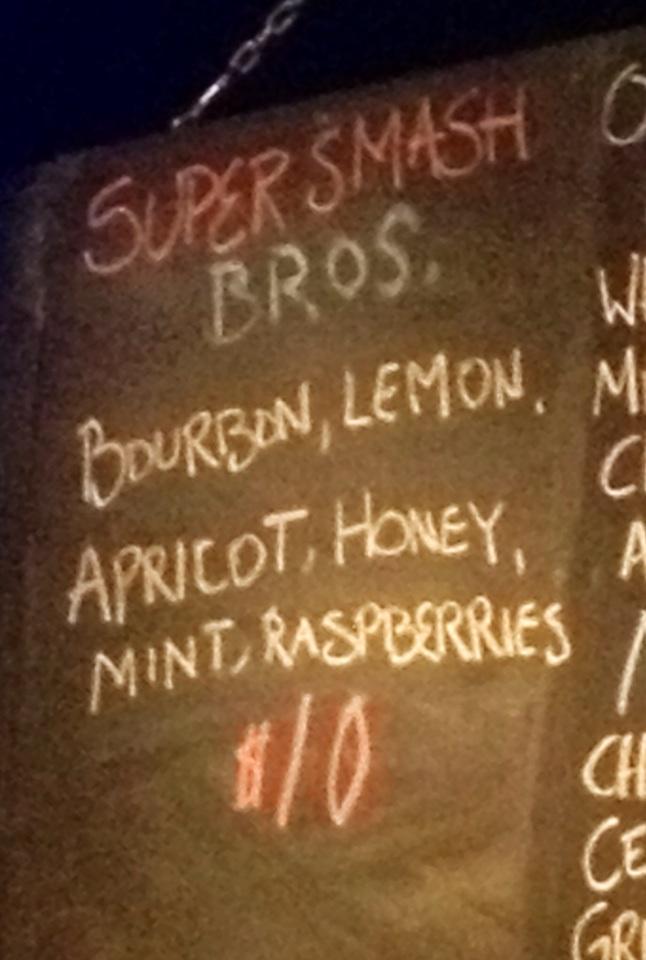 SUPER SMASH
BROS.
BOURBON, LEMON,
APRICOT, HONEY,
MINT, RASPBERRIES
$10